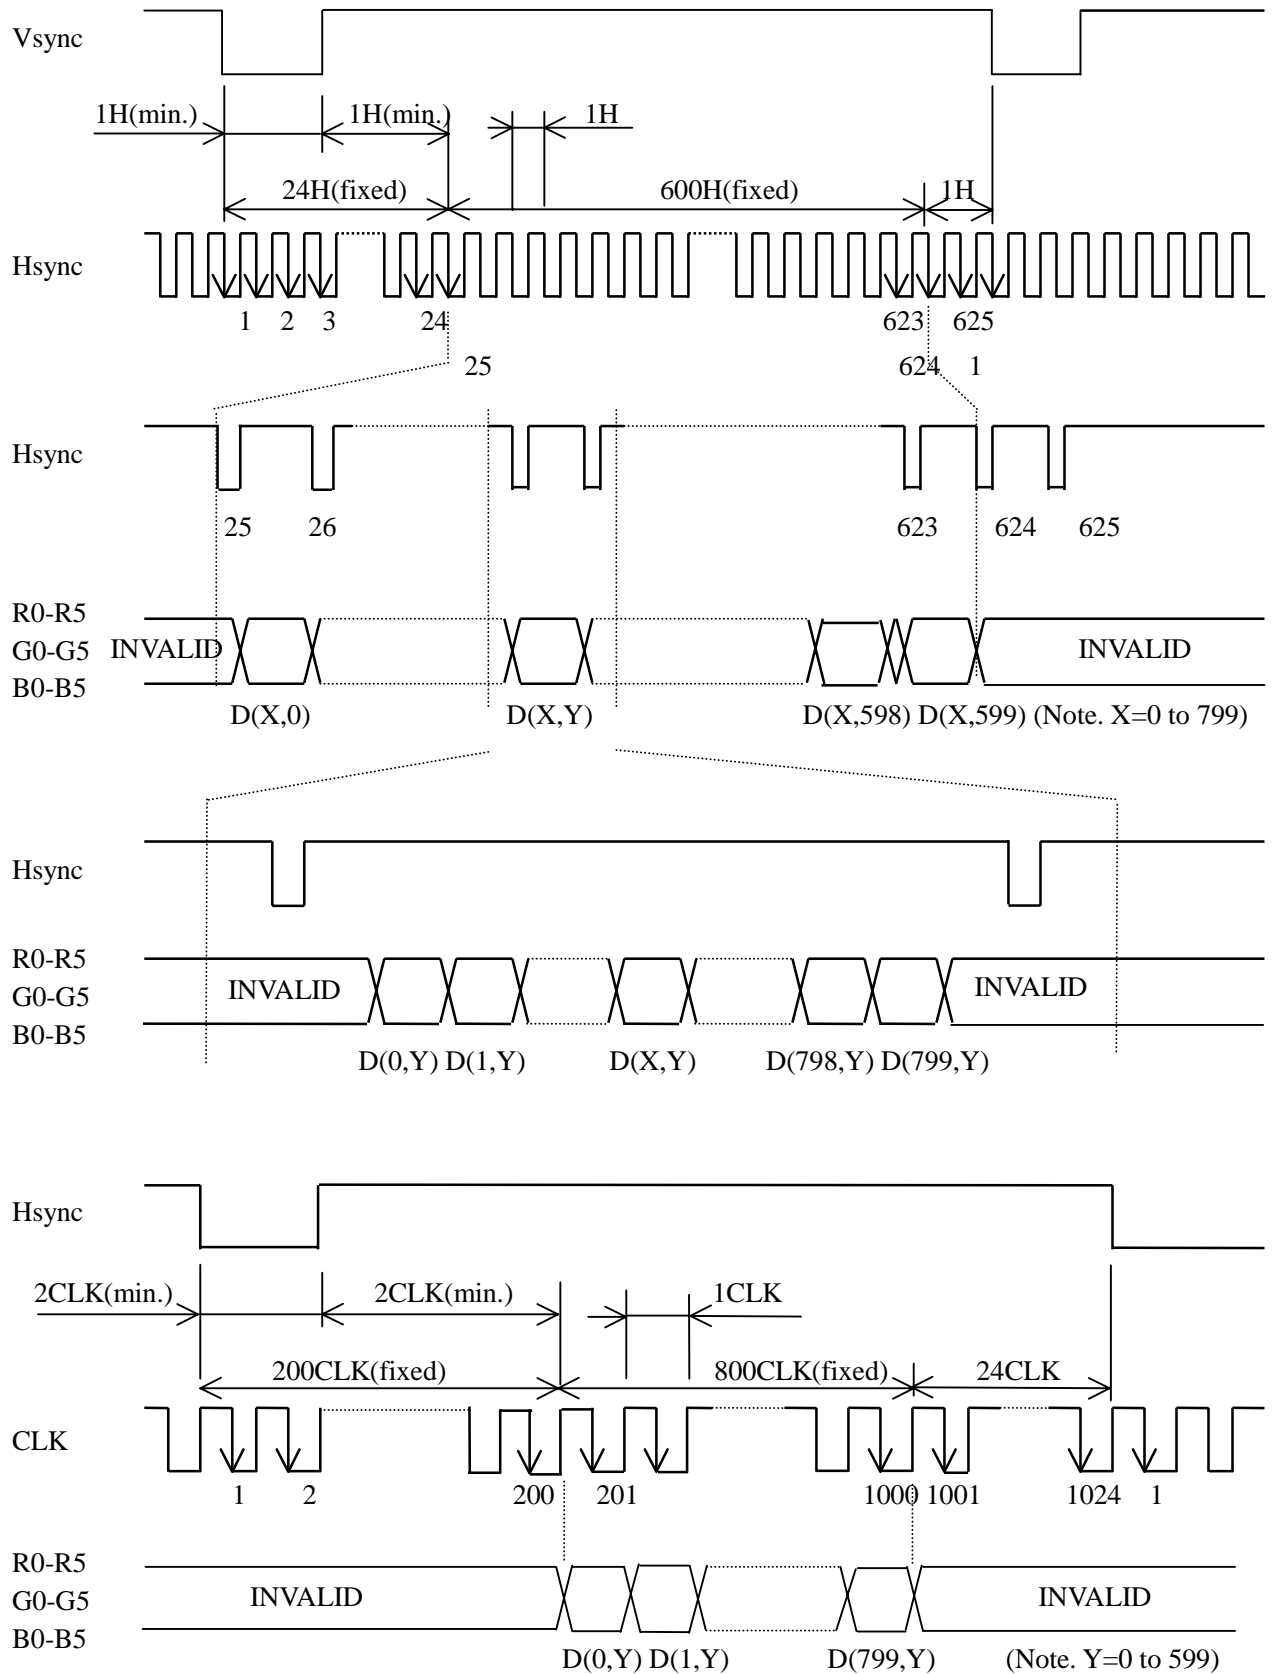 Vsync
1H(min.) 1H(min.) 1H
24H(fixed) 600H(fixed) 1H
Hsync
1 2 3 24 623 625
25 624 1
Hsync
25 26 623 624 625
R0-R5
G0-G5 INVALID INVALID
B0-B5
D(X,0) D(X,Y) D(X,598) D(X,599) (Note. X=0 to 799)
Hsync
R0-R5
G0-G5 INVALID INVALID
B0-B5
D(0,Y) D(1,Y) D(X,Y) D(798,Y) D(799,Y)
Hsync
2CLK(min.) 2CLK(min.) 1CLK
200CLK(fixed) 800CLK(fixed) 24CLK
CLK
1 2 200 201 1000 1001 1024 1
R0-R5
G0-G5 INVALID INVALID
B0-B5
D(0,Y) D(1,Y) D(799,Y) (Note. Y=0 to 599)